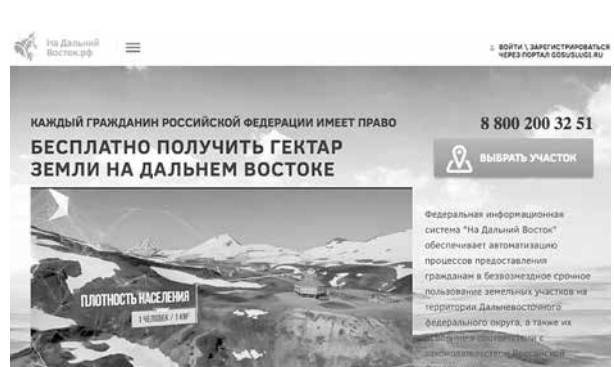 На Дальний
Восток.рф
ВОЙТИ \ ЗАРЕГИСТРИРОВАТЬСЯ
ЧЕРЕЗ ПОРТАЛ GOSUSLUGI.RU
КАЖДЫЙ ГРАЖДАНИН РОССИЙСКОЙ ФЕДЕРАЦИИ ИМЕЕТ ПРАВО
БЕСПЛАТНО ПОЛУЧИТЬ ГЕКТАР
ЗЕМЛИ НА ДАЛЬНЕМ ВОСТОКЕ
8 800 200 32 51
ВЫБРАТЬ УЧАСТОК
ПЛОТНОСТЬ НАСЕЛЕНИЯ
1 ЧЕЛОВЕК / 1 КМ²
Федеральная информационная
система "На Дальний Восток"
обеспечивает автоматизацию
процессов предоставления
гражданам в безвозмездное срочное
пользование земельных участков на
территории Дальневосточного
федерального округа, а также их
в соответствии с
законодательством Российской